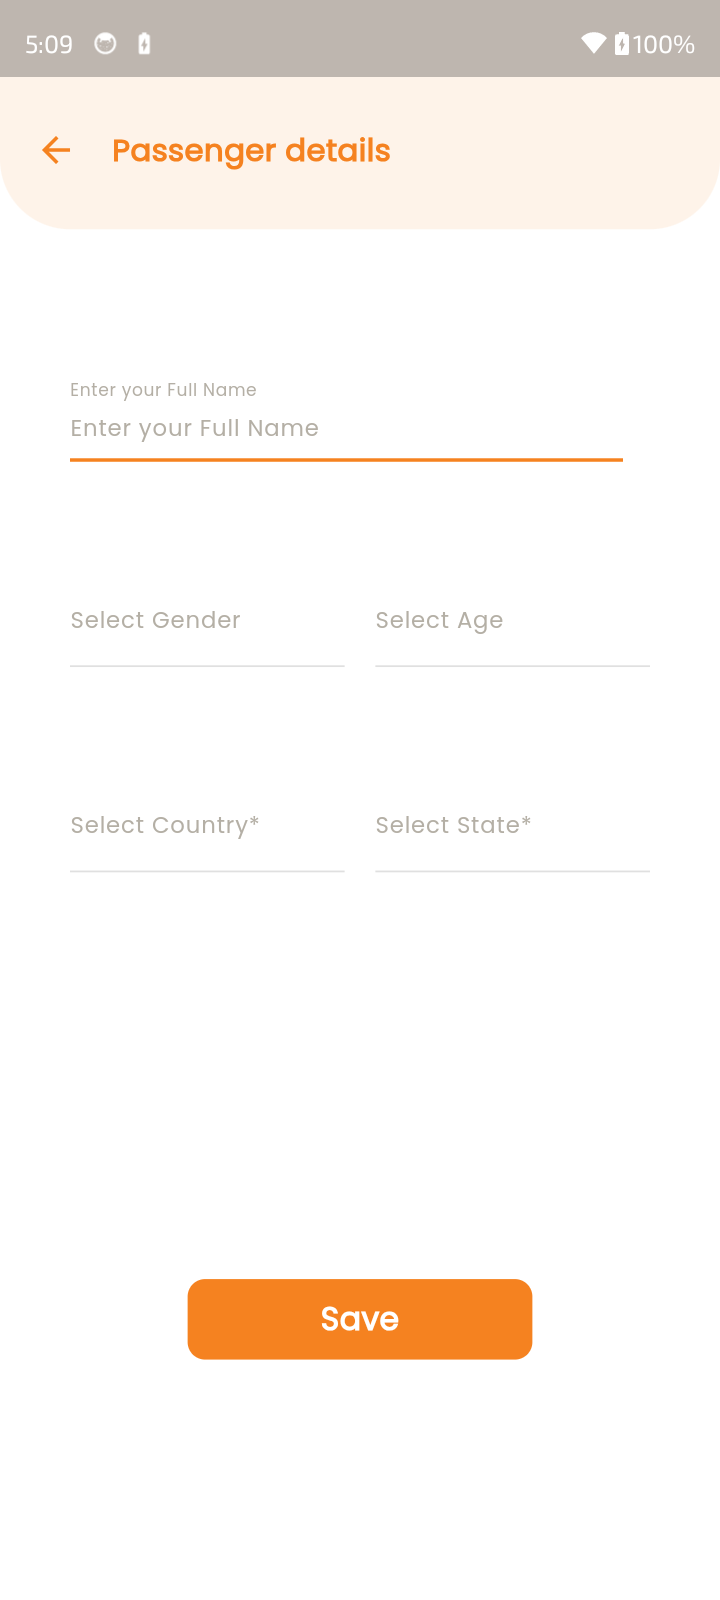 5:09 100%
Passenger details
Enter your Full Name
Enter your Full Name
Select Gender Select Age
Select Country* Select State*
Save